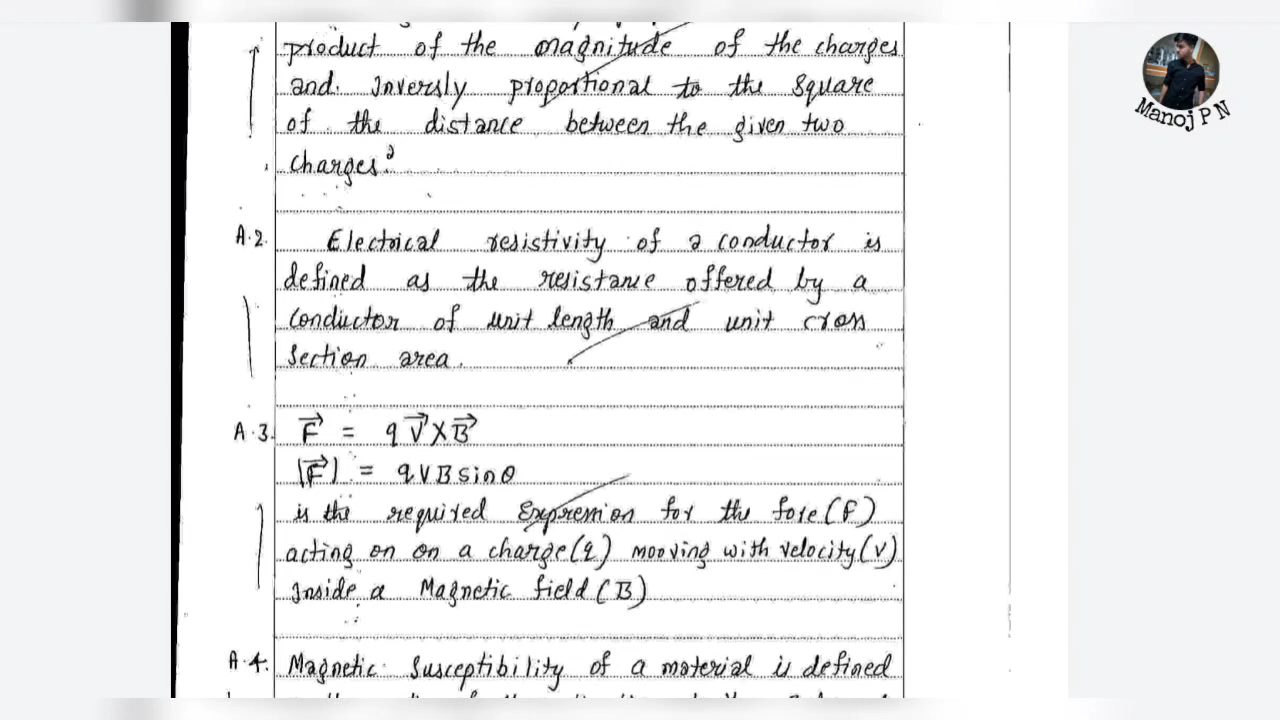 product of the magnitude of the charges
and Inversly proportional to the square
of the distance between the given two
charges"
A.2. Electrical resistivity of a conductor is
defined as the resistance offered by a
conductor of unit length and unit cross
section area.
A.3. F⃗ = q V⃗ X B⃗
|F⃗| = qVB sinθ
is the required Expression for the forc(F)
acting on on a charge(q) mooving with velocity(V)
Inside a Magnetic field (B)
A.4. Magnetic Susceptibility of a material is defined
Manoj P N